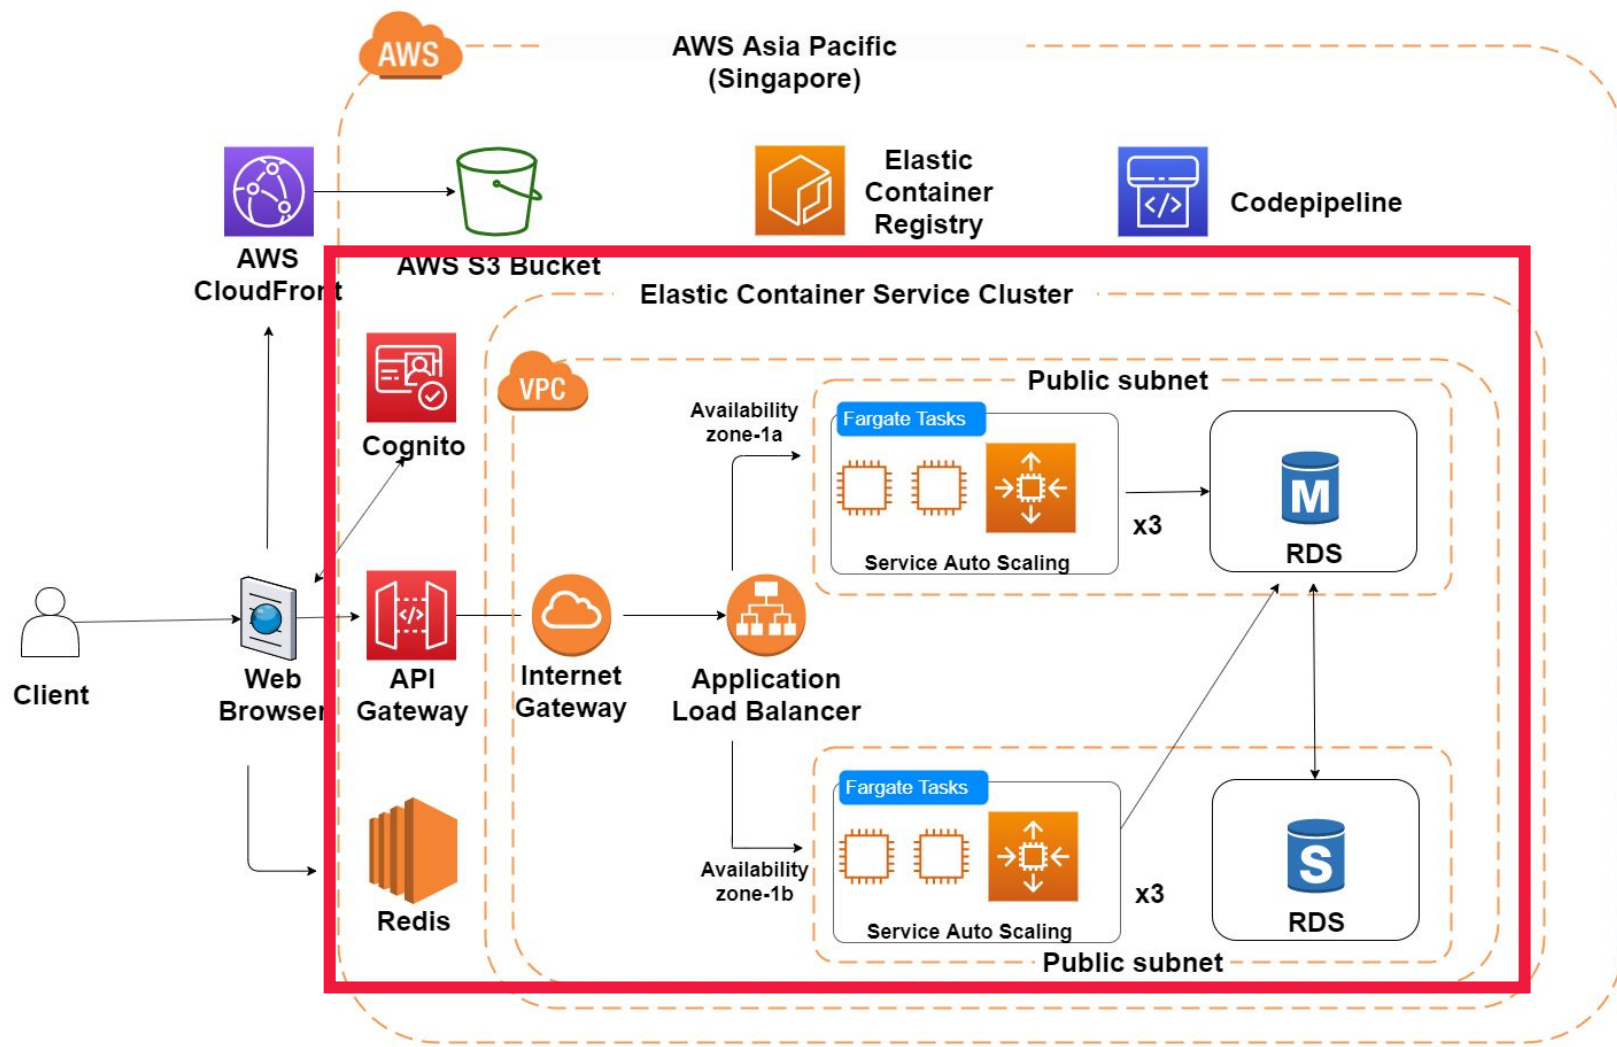 AWS
AWS Asia Pacific
(Singapore)
AWS
CloudFront
AWS S3 Bucket
Elastic
Container
Registry
</>
Codepipeline
Elastic Container Service Cluster
Cognito
VPC
Public subnet
Availability
zone-1a
Fargate Tasks
Service Auto Scaling
x3
M
RDS
Client
Web
Browser
</>
API
Gateway
Internet
Gateway
Application
Load Balancer
Redis
Availability
zone-1b
Fargate Tasks
Service Auto Scaling
x3
S
RDS
Public subnet